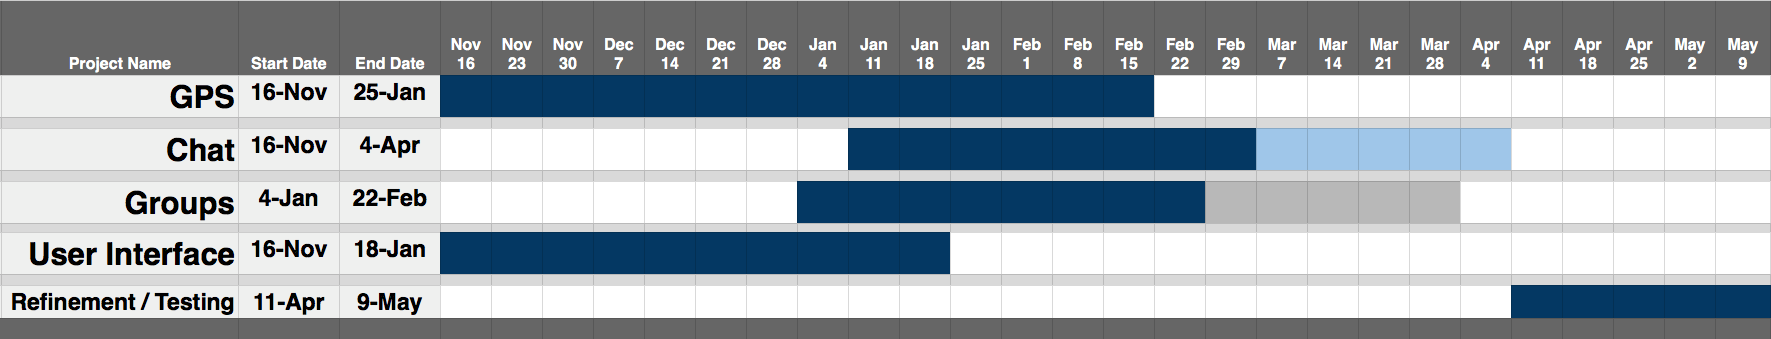 Project Name Start Date End Date Nov 16 Nov 23 Nov 30 Dec 7 Dec 14 Dec 21 Dec 28 Jan 4 Jan 11 Jan 18 Jan 25 Feb 1 Feb 8 Feb 15 Feb 22 Feb 29 Mar 7 Mar 14 Mar 21 Mar 28 Apr 4 Apr 11 Apr 18 Apr 25 May 2 May 9
GPS 16-Nov 25-Jan
Chat 16-Nov 4-Apr
Groups 4-Jan 22-Feb
User Interface 16-Nov 18-Jan
Refinement / Testing 11-Apr 9-May